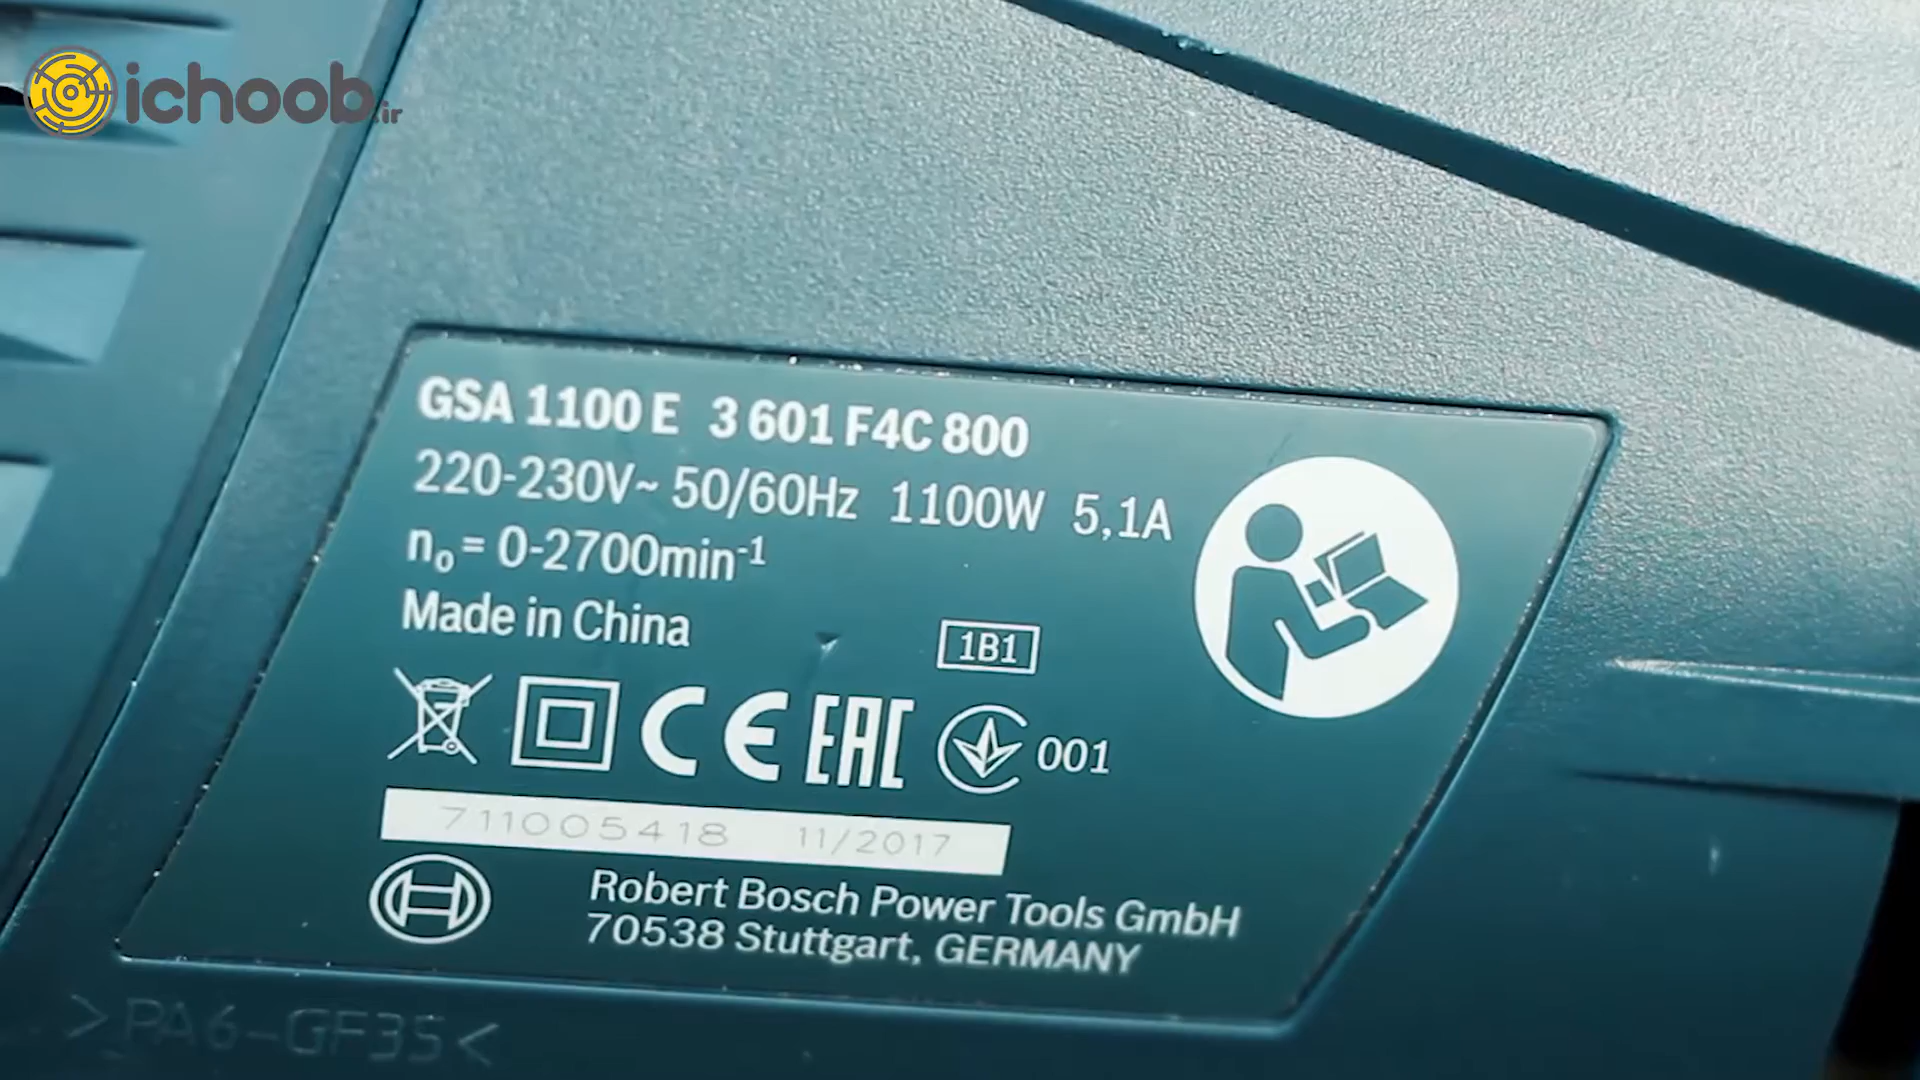 ichoob.ir
GSA 1100 E 3 601 F4C 800
220-230V~ 50/60Hz 1100W 5,1A
n₀ = 0-2700min⁻¹
Made in China
1B1
CE EAC 001
711005418 11/2017
Robert Bosch Power Tools GmbH
70538 Stuttgart, GERMANY
>PA6-GF35<